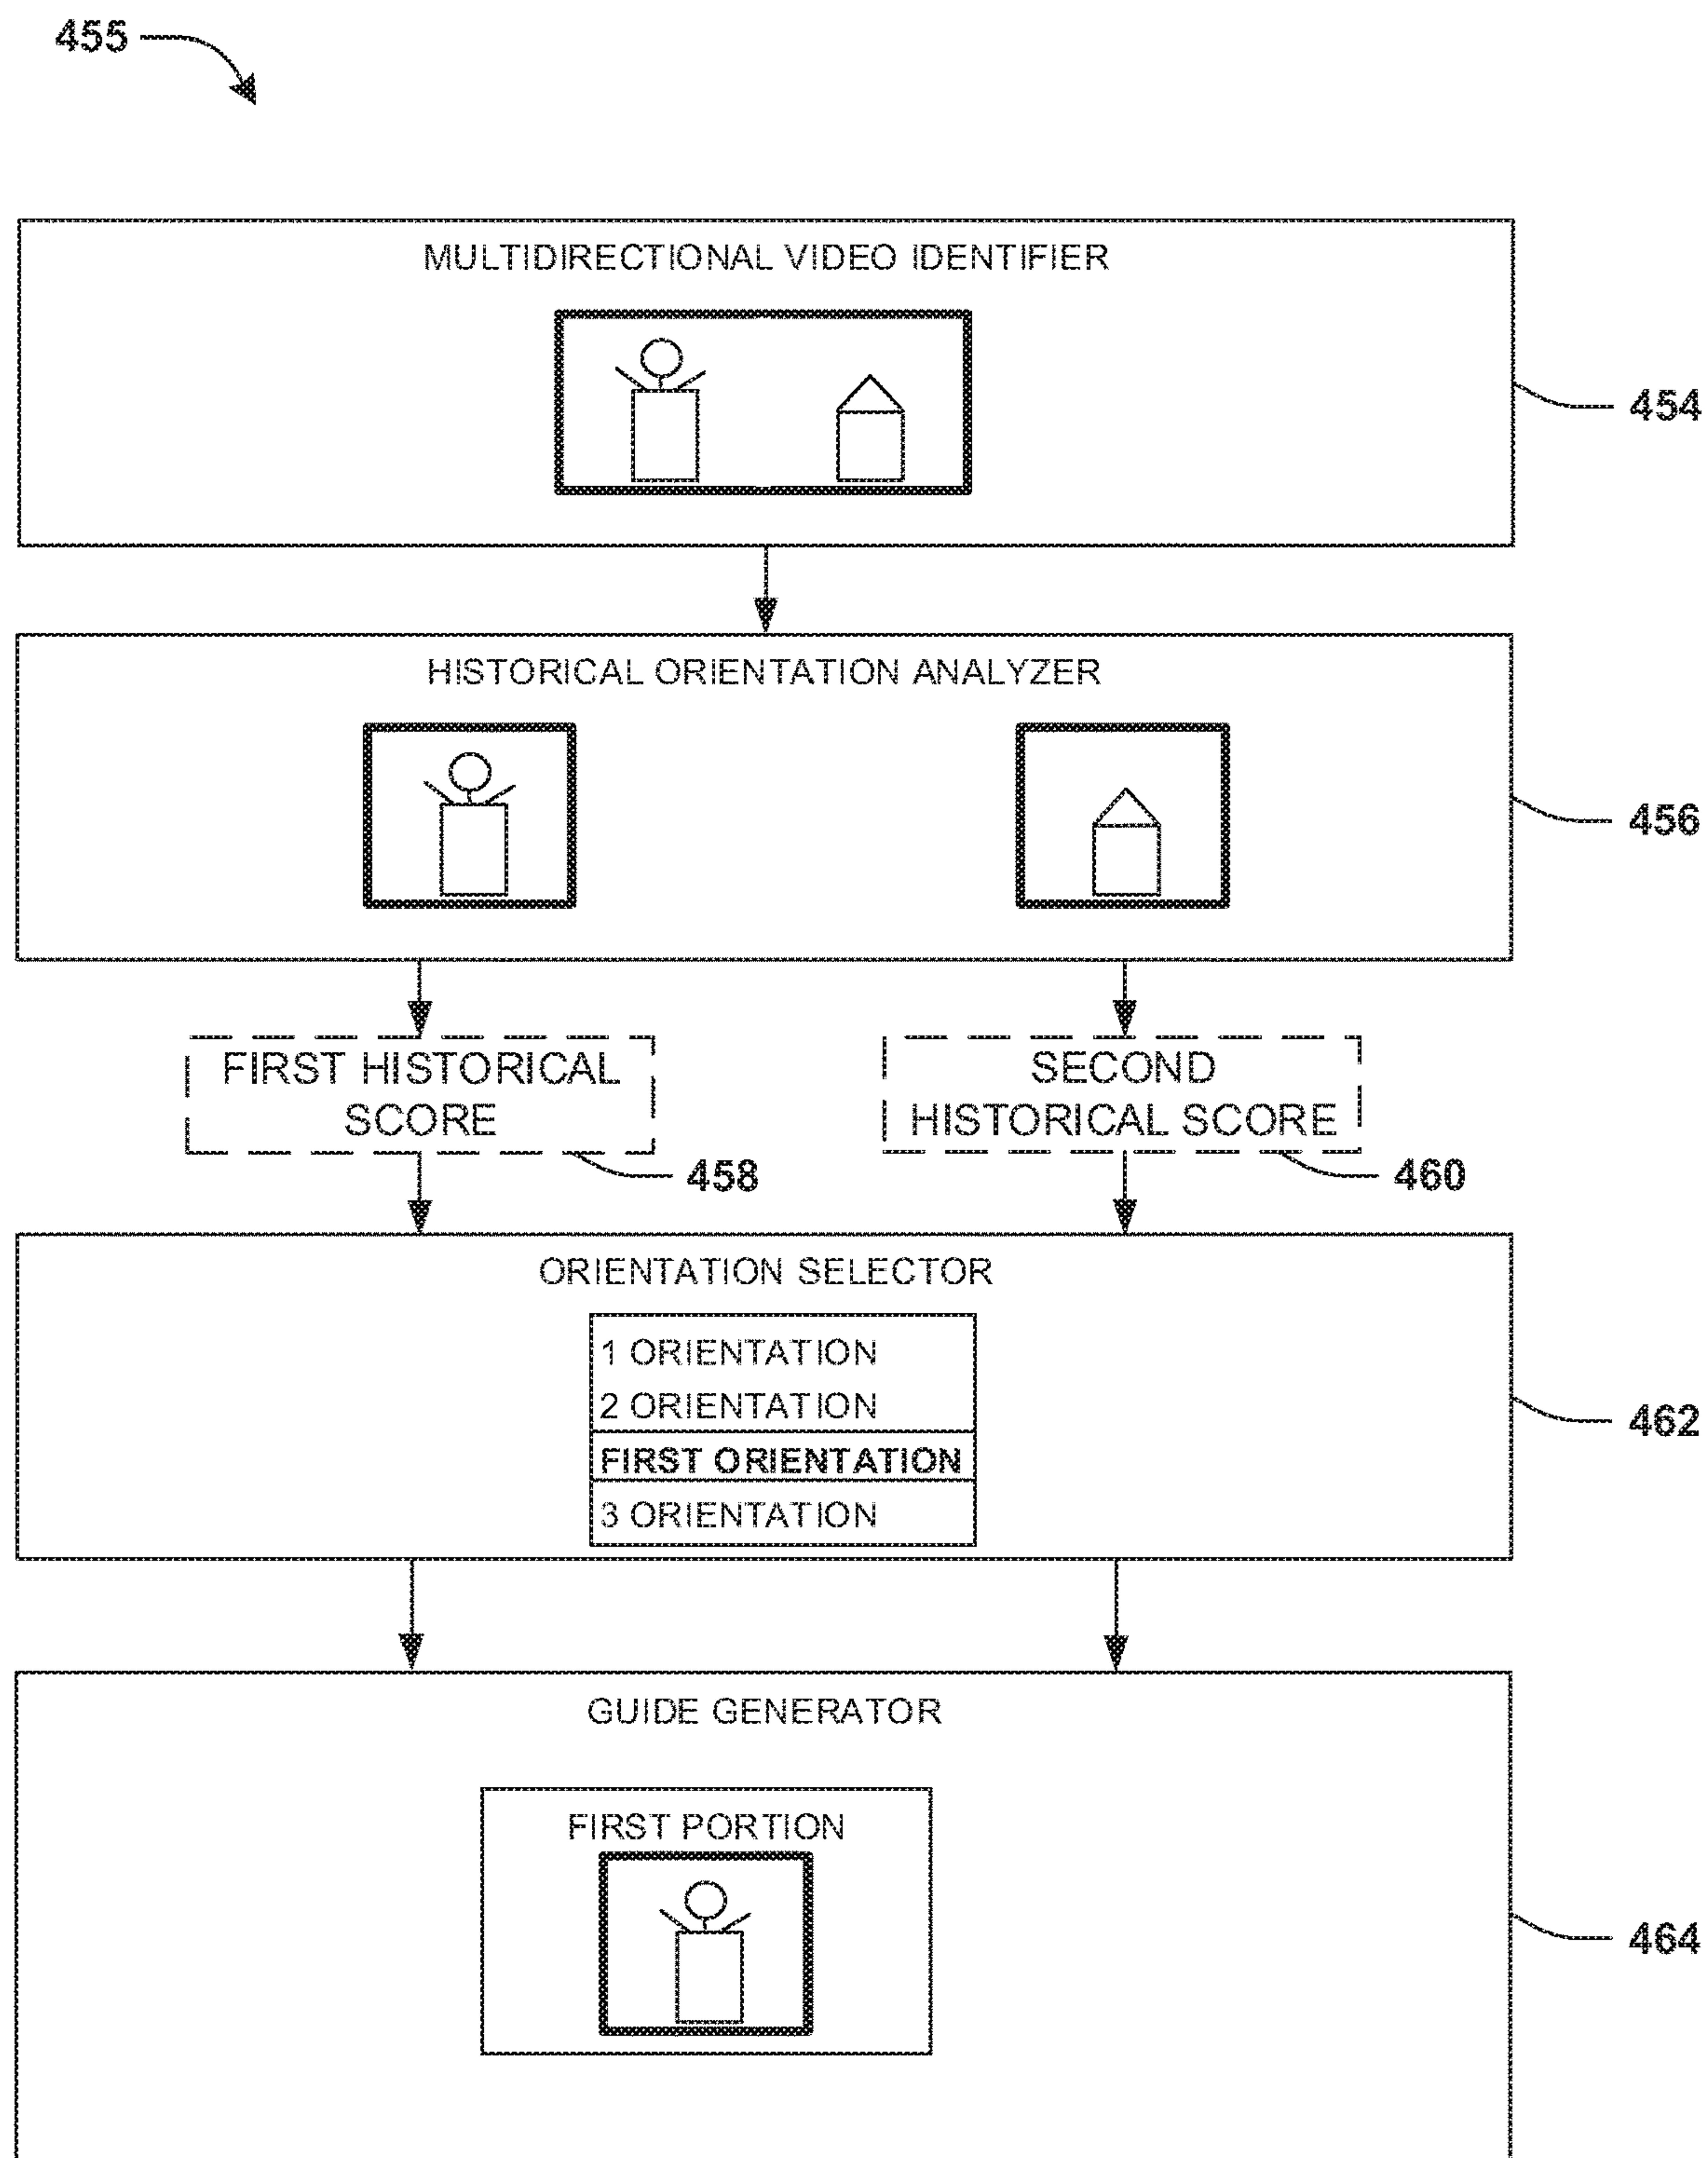 455
MULTIDIRECTIONAL VIDEO IDENTIFIER
454
HISTORICAL ORIENTATION ANALYZER
456
FIRST HISTORICAL
SCORE
458
SECOND
HISTORICAL SCORE
460
ORIENTATION SELECTOR
1 ORIENTATION
2 ORIENTATION
FIRST ORIENTATION
3 ORIENTATION
462
GUIDE GENERATOR
FIRST PORTION
464